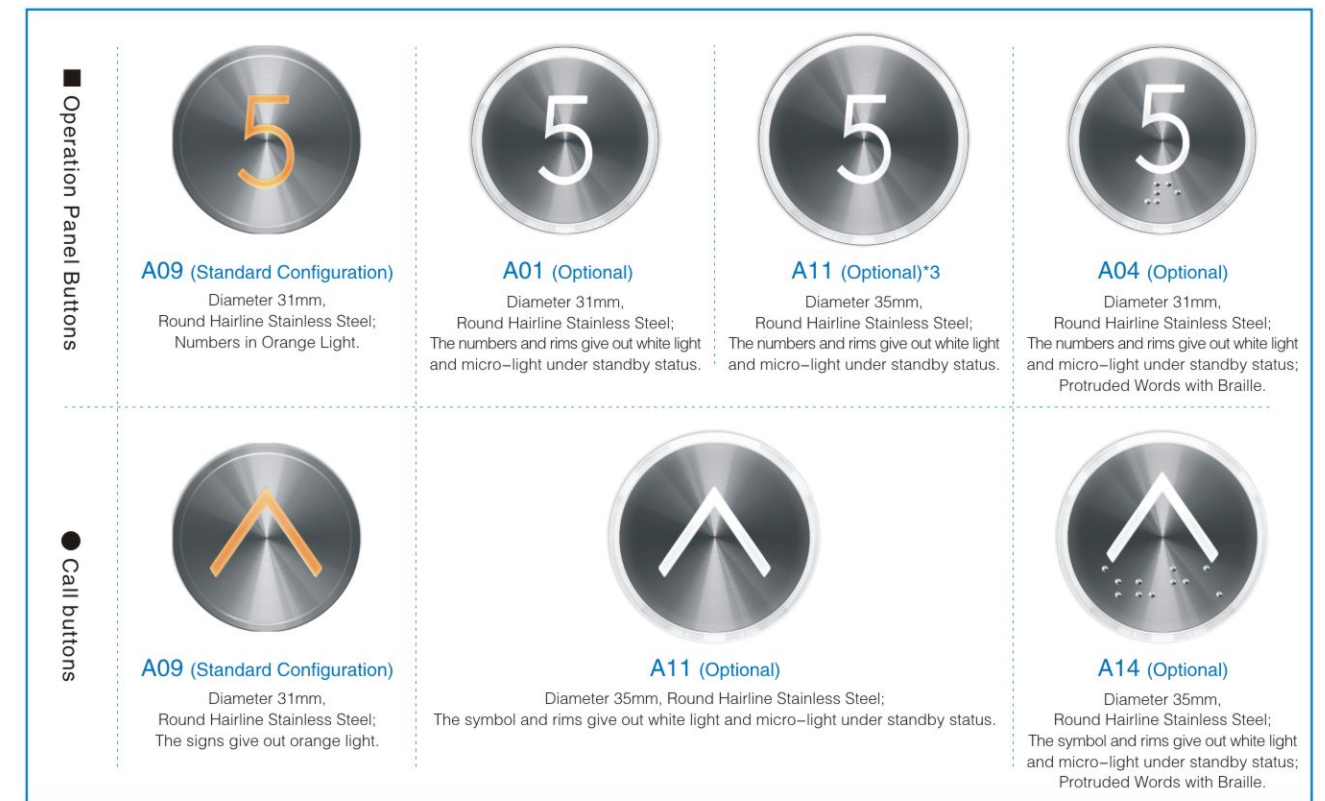 ■ Operation Panel Buttons
5
5
5
5
A09 (Standard Configuration)
Diameter 31mm,
Round Hairline Stainless Steel;
Numbers in Orange Light.
A01 (Optional)
Diameter 31mm,
Round Hairline Stainless Steel;
The numbers and rims give out white light
and micro-light under standby status.
A11 (Optional)*3
Diameter 35mm,
Round Hairline Stainless Steel;
The numbers and rims give out white light
and micro-light under standby status.
A04 (Optional)
Diameter 31mm,
Round Hairline Stainless Steel;
The numbers and rims give out white light
and micro-light under standby status;
Protruded Words with Braille.
● Call buttons
A09 (Standard Configuration)
Diameter 31mm,
Round Hairline Stainless Steel;
The signs give out orange light.
A11 (Optional)
Diameter 35mm, Round Hairline Stainless Steel;
The symbol and rims give out white light and micro-light under standby status.
A14 (Optional)
Diameter 35mm,
Round Hairline Stainless Steel;
The symbol and rims give out white light
and micro-light under standby status;
Protruded Words with Braille.